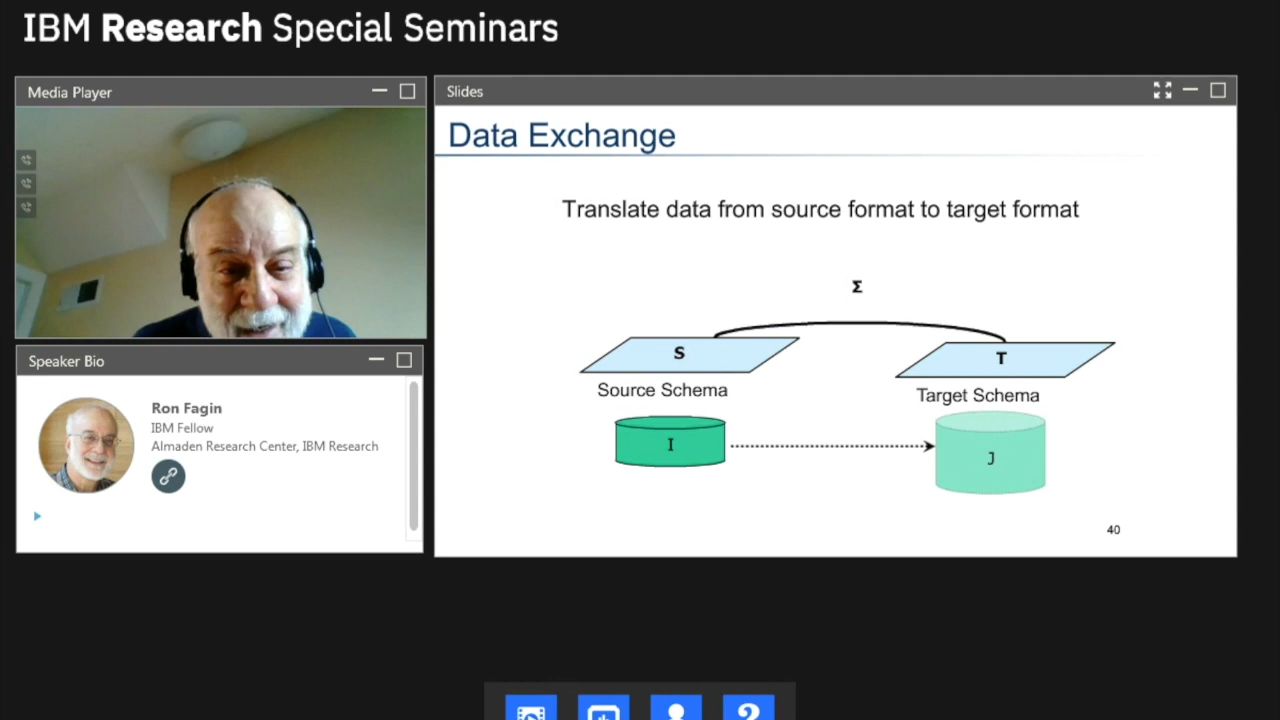 IBM Research Special Seminars
Media Player
Slides
Data Exchange
Translate data from source format to target format
Σ
S
T
Source Schema
Target Schema
I
J
40
Speaker Bio
Ron Fagin
IBM Fellow
Almaden Research Center, IBM Research
?